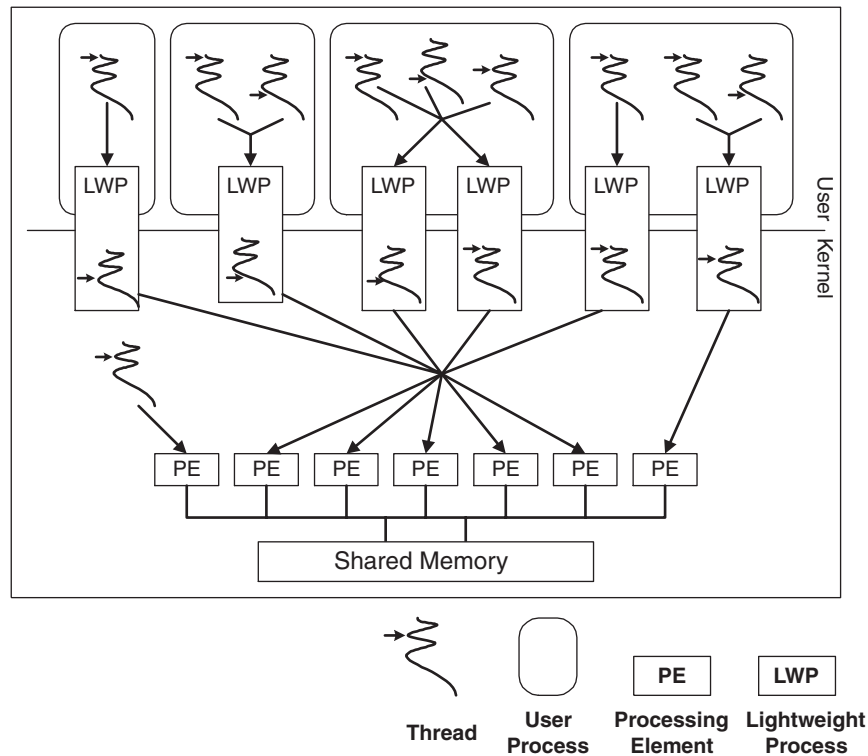 LWP
LWP
LWP
LWP
LWP
LWP
User
Kernel
PE
PE
PE
PE
PE
PE
PE
Shared Memory
PE
LWP
Thread
User
Process
Processing
Element
Lightweight
Process